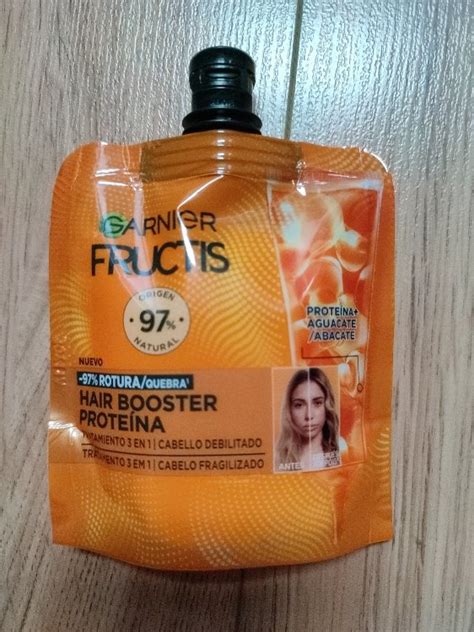 GARNIER
FRUCTIS
ORIGEN
97%
NATURAL
PROTEÍNA+
AGUACATE
/ABACATE
NUEVO
-97% ROTURA/QUEBRA¹
HAIR BOOSTER
PROTEÍNA
TRATAMIENTO 3 EN 1 | CABELLO DEBILITADO
TRATAMENTO 3 EM 1 | CABELO FRAGILIZADO
ANTES